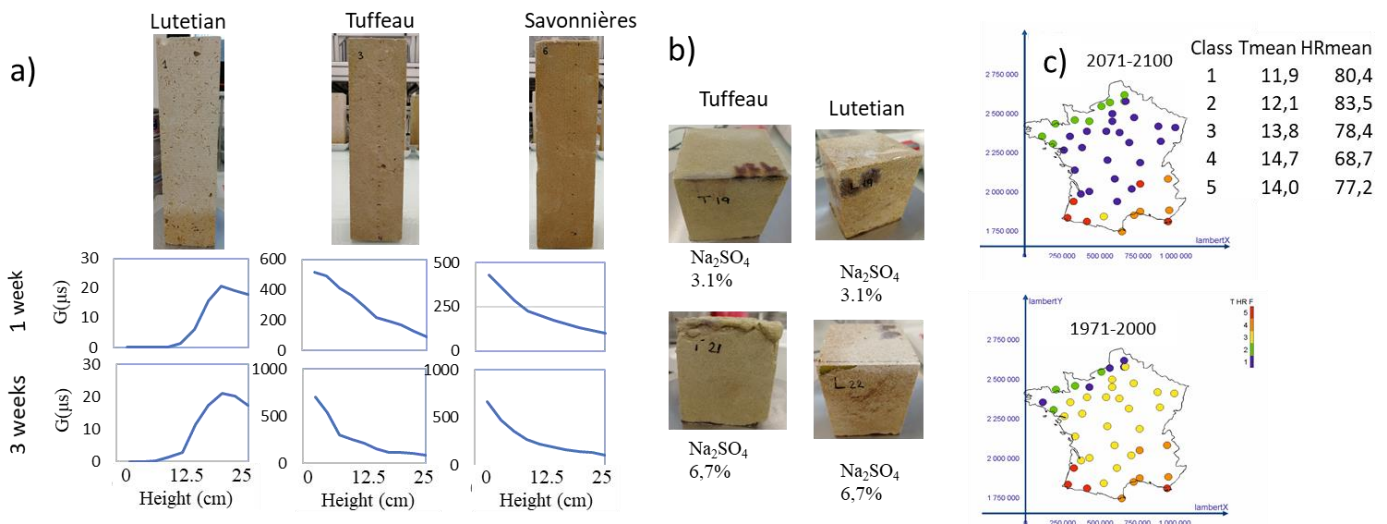 a)
Lutetian
Tuffeau
Savonnières
1
3
6
1 week
G(µs)
30
20
10
0
600
400
200
0
500
250
0
3 weeks
G(µs)
30
20
10
0
0 12.5 25
Height (cm)
1000
500
0
0 12.5 25
Height (cm)
1000
500
0
0 12.5 25
Height (cm)
b)
Tuffeau
Lutetian
T 19
L 19
Na₂SO₄
3.1%
Na₂SO₄
3.1%
T 21
L 22
Na₂SO₄
6,7%
Na₂SO₄
6,7%
c)
2071-2100
Class Tmean HRmean
1 11,9 80,4
2 12,1 83,5
3 13,8 78,4
4 14,7 68,7
5 14,0 77,2
2 750 000
2 500 000
2 250 000
2 000 000
1 750 000
lambertX
250 000 500 000 750 000 1 000 000
lambertY
1971-2000
T HR F
5
4
3
2
1
2 750 000
2 500 000
2 250 000
2 000 000
1 750 000
lambertX
250 000 500 000 750 000 1 000 000